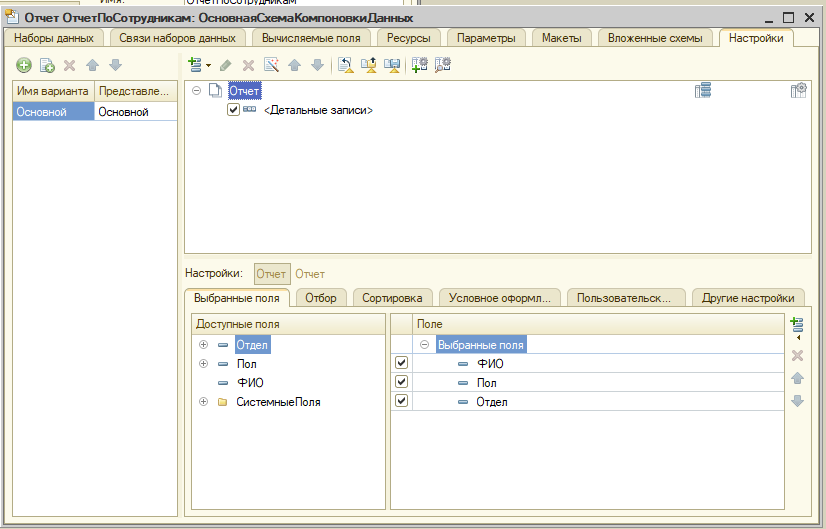 Имя: ОтчетПоСотрудникам
Отчет ОтчетПоСотрудникам: ОсновнаяСхемаКомпоновкиДанных
Наборы данных Связи наборов данных Вычисляемые поля Ресурсы Параметры Макеты Вложенные схемы Настройки
Имя варианта Представле...
Основной Основной
Отчет
<Детальные записи>
Настройки: Отчет Отчет
Выбранные поля Отбор Сортировка Условное оформл... Пользовательск... Другие настройки
Доступные поля Поле
Отдел Выбранные поля
Пол ФИО
ФИО Пол
СистемныеПоля Отдел